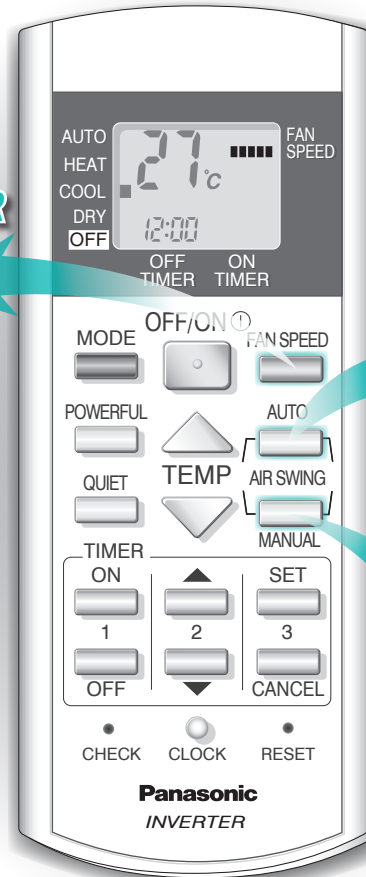 AUTO
HEAT
COOL
DRY
OFF
27°C
12:00
FAN
SPEED
OFF
TIMER
ON
TIMER
OFF/ON
MODE
FAN SPEED
POWERFUL
AUTO
TEMP
QUIET
AIR SWING
MANUAL
TIMER
ON
SET
1 2 3
OFF
CANCEL
CHECK CLOCK RESET
Panasonic
INVERTER